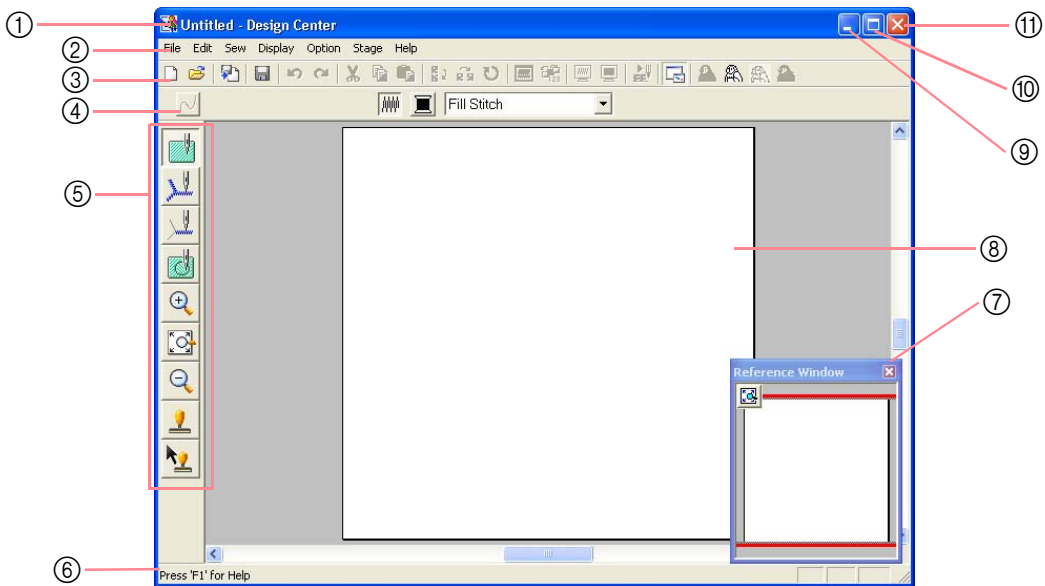 ① Untitled - Design Center ⑪
② File Edit Sew Display Option Stage Help
③ ⑩
④ Fill Stitch
⑨
⑤
⑧
⑦
Reference Window
⑥ Press 'F1' for Help